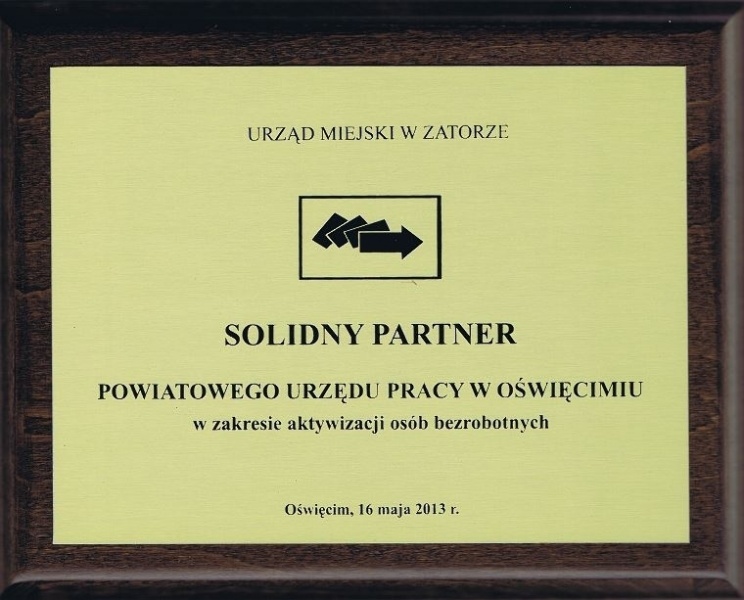 URZĄD MIEJSKI W ZATORZE
SOLIDNY PARTNER
POWIATOWEGO URZĘDU PRACY W OŚWIĘCIMIU
w zakresie aktywizacji osób bezrobotnych
Oświęcim, 16 maja 2013 r.